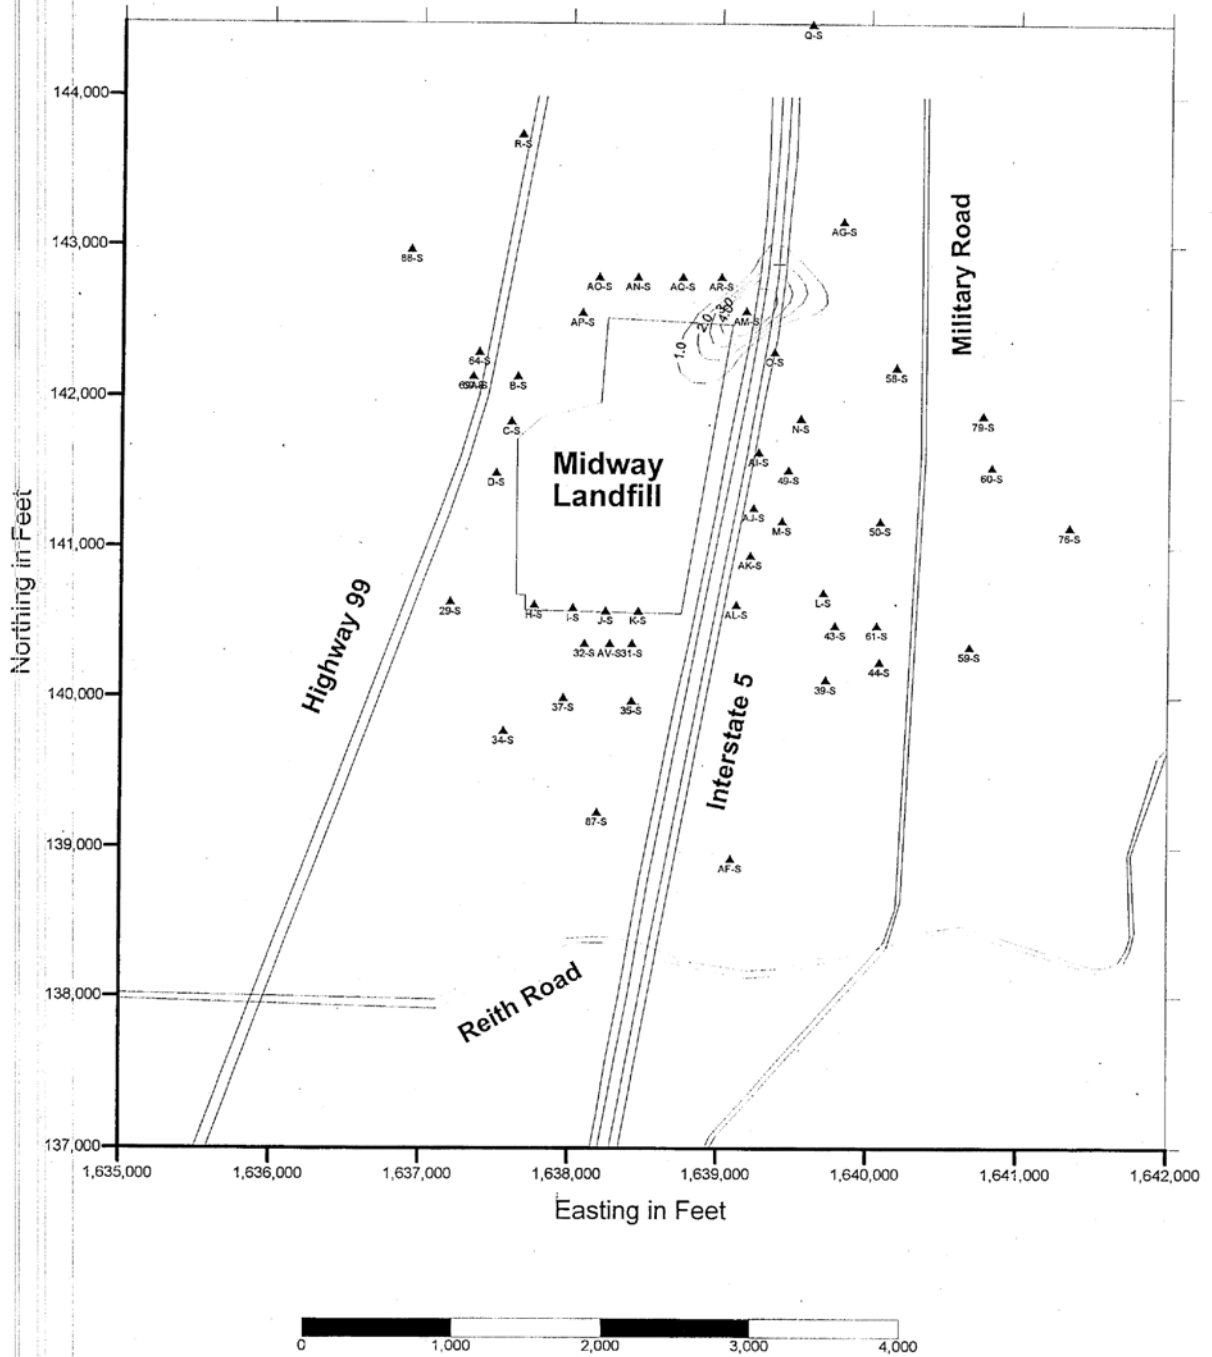 Q-S
144,000
R-S
Military Road
AG-S
143,000
88-S
AO-S AN-S AQ-S AR-S
AP-S
AM-S
1.0
2.0
64-S
O-S
58-S
B-S
142,000
C-S
N-S
79-S
AI-S
Midway
Landfill
D-S
49-S
60-S
AJ-S
M-S
50-S
76-S
141,000
AK-S
Highway 99
29-S
H-S I-S J-S K-S
AL-S
L-S
43-S 61-S
32-S AV-S 31-S
59-S
44-S
39-S
140,000
37-S 35-S
34-S
Interstate 5
87-S
139,000
AF-S
Northing in Feet
Reith Road
138,000
137,000
1,635,000 1,636,000 1,637,000 1,638,000 1,639,000 1,640,000 1,641,000 1,642,000
Easting in Feet
0 1,000 2,000 3,000 4,000